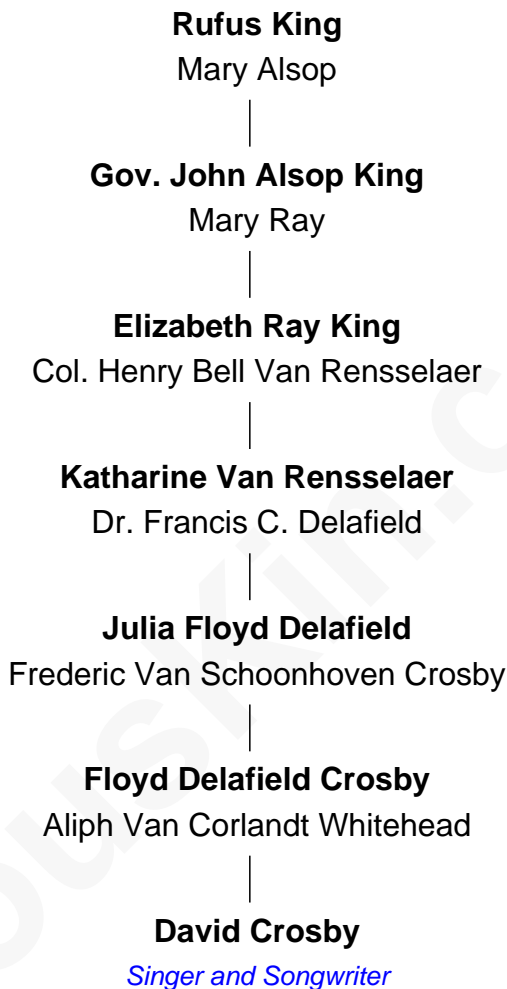 Rufus King
Mary Alsop
Gov. John Alsop King
Mary Ray
Elizabeth Ray King
Col. Henry Bell Van Rensselaer
Katharine Van Rensselaer
Dr. Francis C. Delafield
Julia Floyd Delafield
Frederic Van Schoonhoven Crosby
Floyd Delafield Crosby
Aliph Van Corlandt Whitehead
David Crosby
Singer and Songwriter